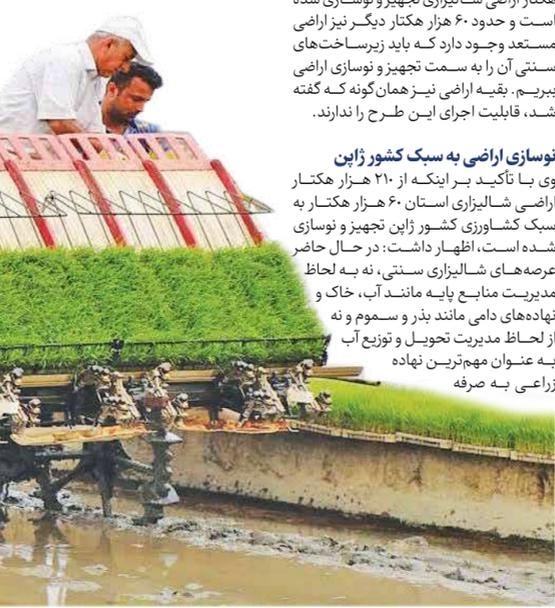 هکتار اراضی شالیزاری تجهیز و نوسازی شده
است و حدود ۶۰ هزار هکتار دیگر نیز اراضی
مستعد وجود دارد که باید زیرساخت‌های
سنتی آن را به سمت تجهیز و نوسازی اراضی
ببریم. بقیه اراضی نیز همان‌گونه که گفته
شد، قابلیت اجرای این طرح را ندارند.
نوسازی اراضی به سبک کشور ژاپن
وی با تأکید بر اینکه از ۲۱۰ هزار هکتار
اراضی شالیزاری استان ۶۰ هزار هکتار به
سبک کشاورزی کشور ژاپن تجهیز و نوسازی
شده است، اظهار داشت: در حال حاضر
عرصه‌های شالیزاری سنتی، نه به لحاظ
مدیریت منابع پایه مانند آب، خاک و
نهاده‌های دامی مانند بذر و سموم و نه
از لحاظ مدیریت تحویل و توزیع آب
به عنوان مهم‌ترین نهاده
زراعی به صرفه